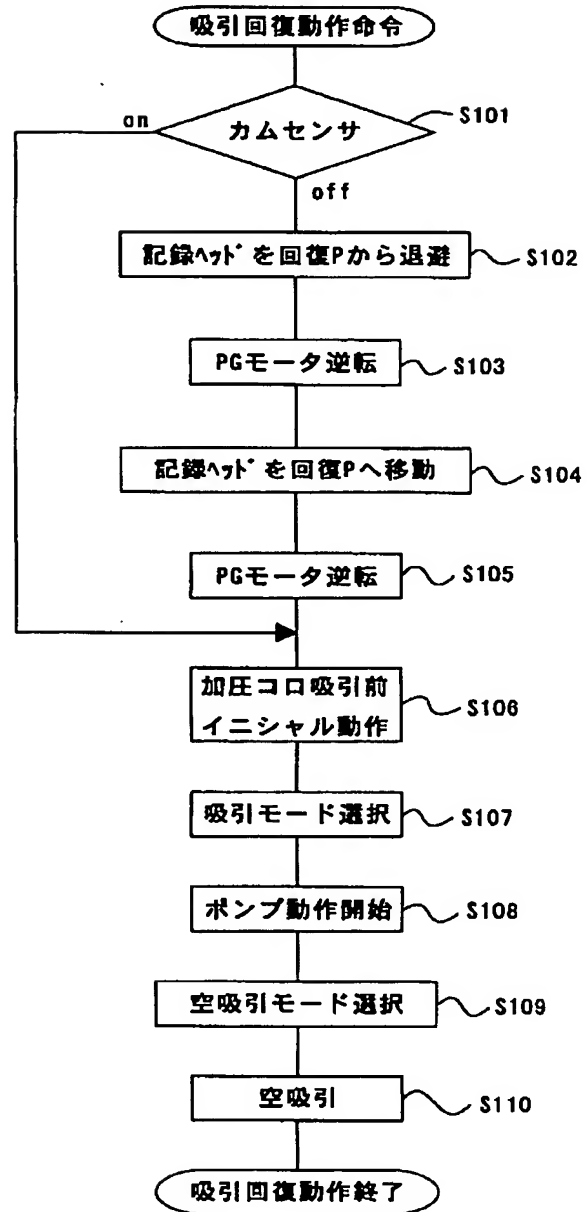 吸引回復動作命令
カムセンサ
S101
an
off
記録ﾍｯﾄﾞを回復Pから退避
S102
PGモータ逆転
S103
記録ﾍｯﾄﾞを回復Pへ移動
S104
PGモータ逆転
S105
加圧コロ吸引前
イニシャル動作
S106
吸引モード選択
S107
ポンプ動作開始
S108
空吸引モード選択
S109
空吸引
S110
吸引回復動作終了